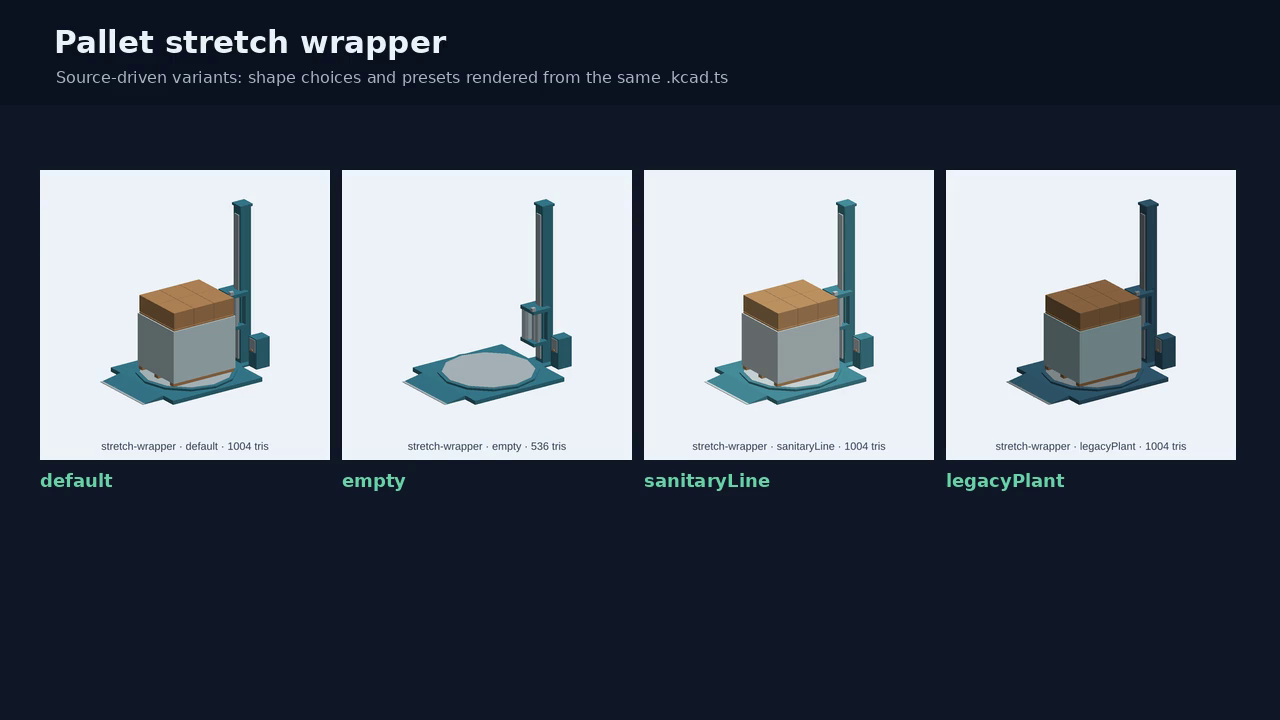 Pallet stretch wrapper
Source-driven variants: shape choices and presets rendered from the same .kcad.ts
stretch-wrapper · default · 1004 tris
stretch-wrapper · empty · 536 tris
stretch-wrapper · sanitaryLine · 1004 tris
stretch-wrapper · legacyPlant · 1004 tris
default
empty
sanitaryLine
legacyPlant